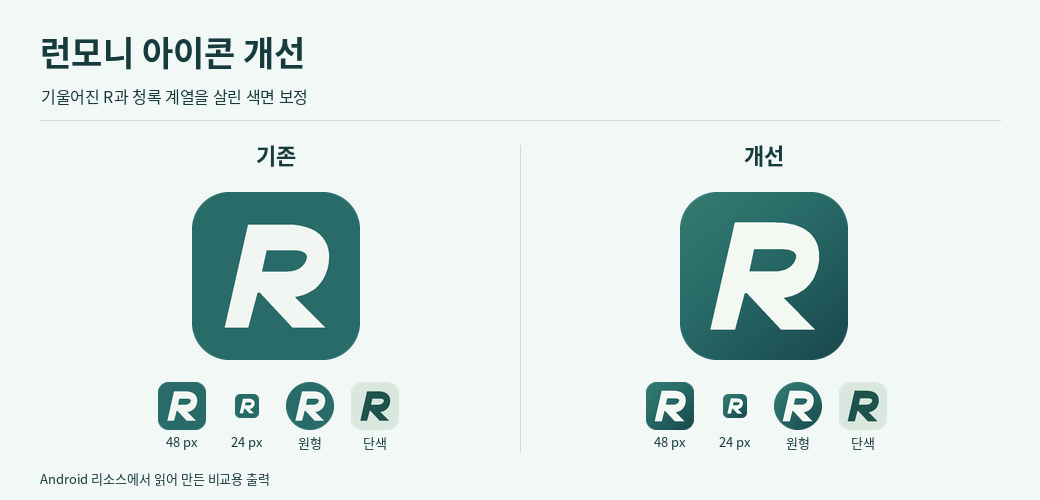 런모니 아이콘 개선
기울어진 R과 청록 계열을 살린 색면 보정
기존
R
R R R R
48 px 24 px 원형 단색
개선
R
R R R R
48 px 24 px 원형 단색
Android 리소스에서 읽어 만든 비교용 출력